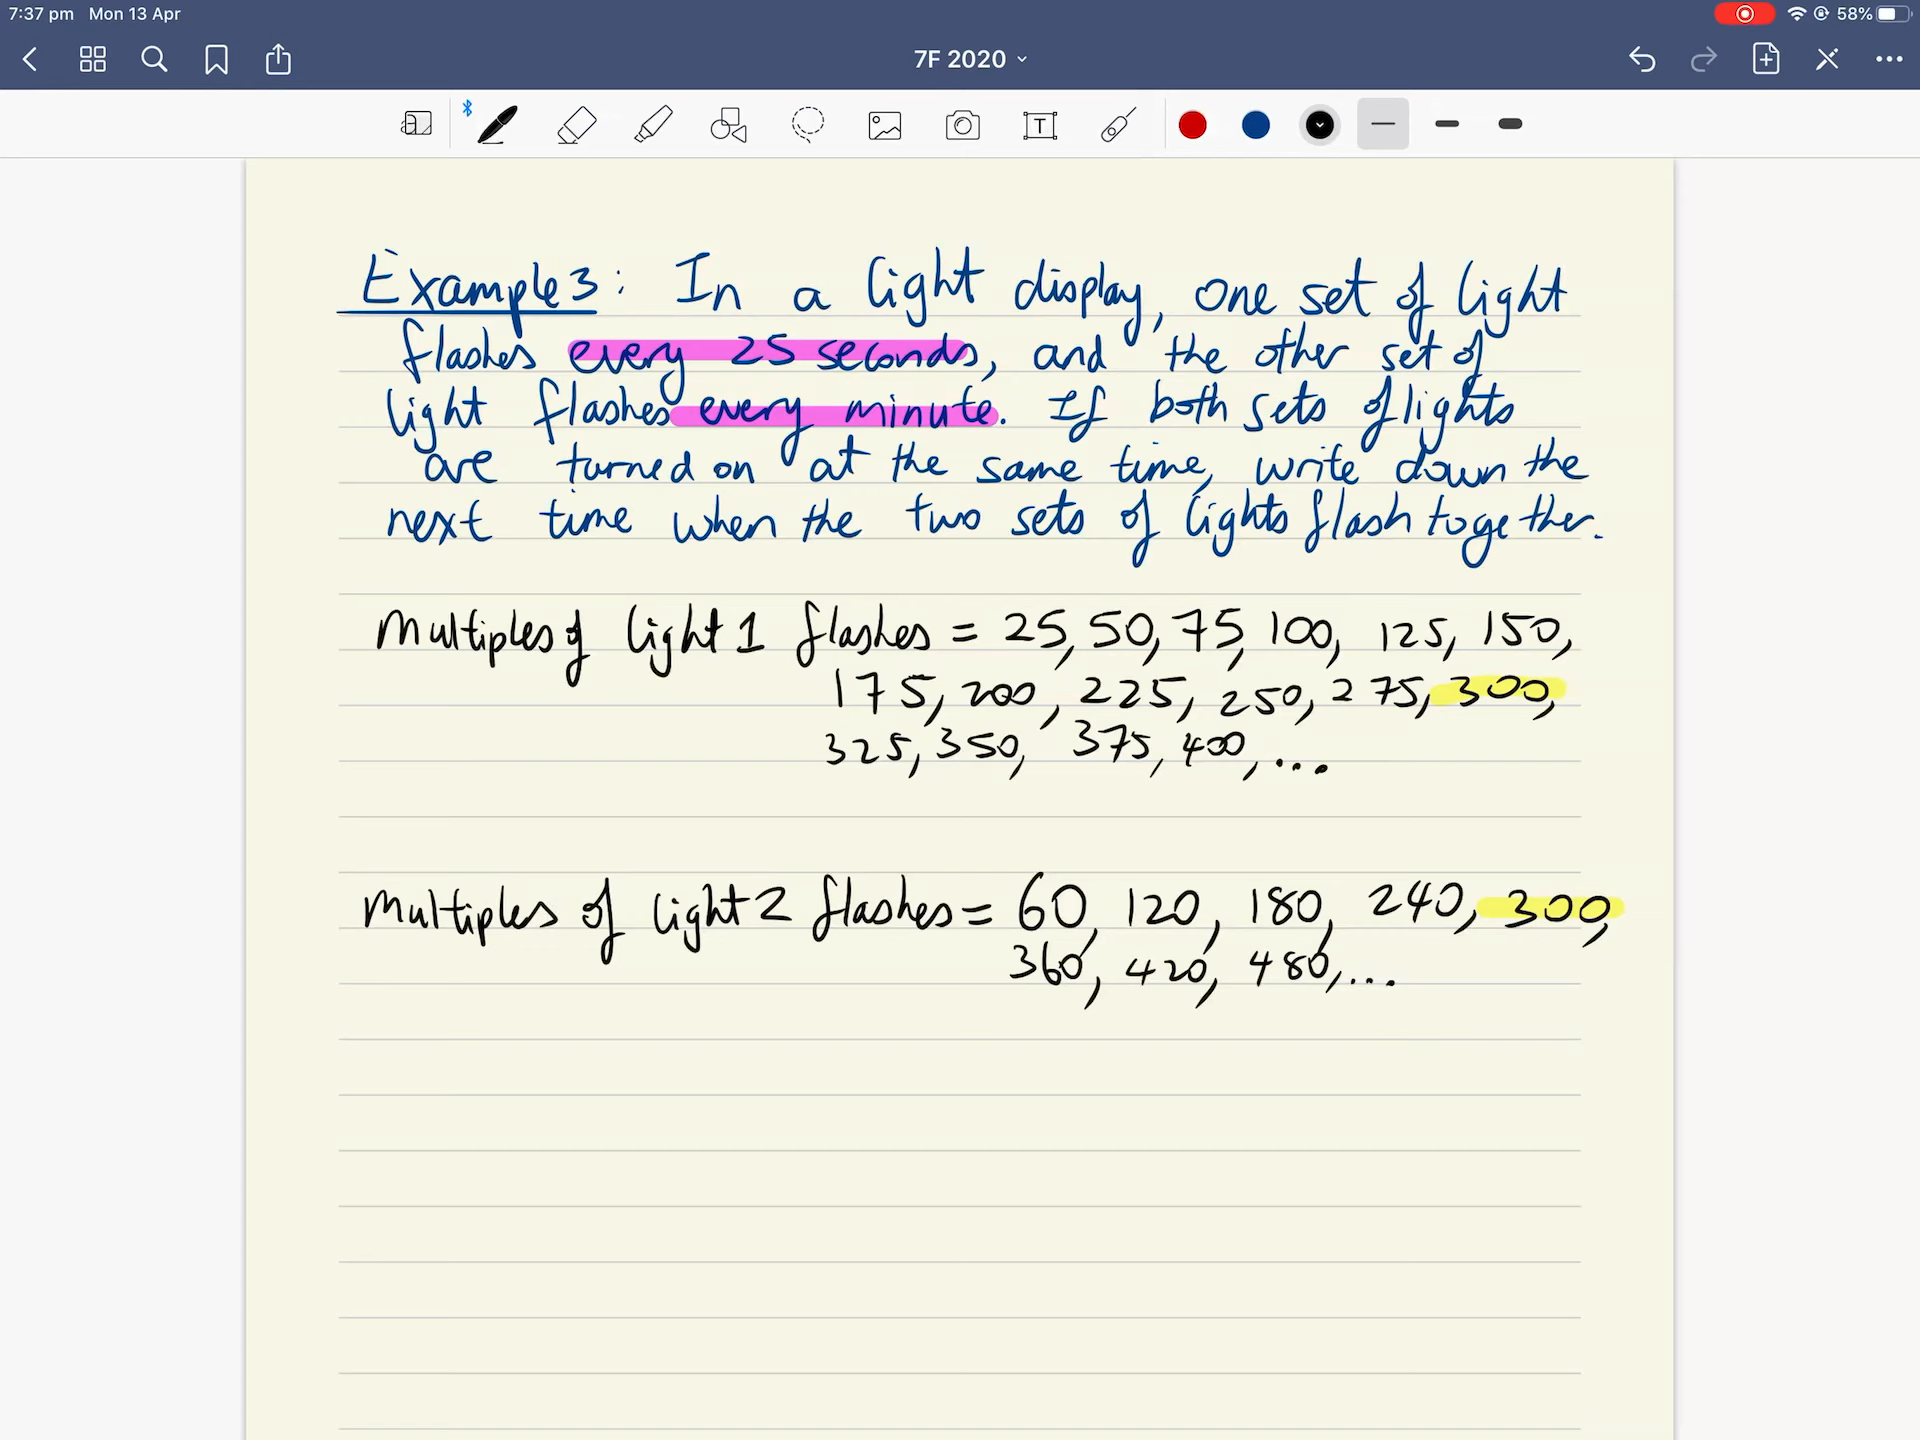 7:37 pm Mon 13 Apr
58%
7F 2020
Example 3: In a light display, one set of light
flashes every 25 seconds, and the other set of
light flashes every minute. If both sets of lights
are turned on at the same time, write down the
next time when the two sets of lights flash together.
Multiples of light 1 flashes = 25, 50, 75, 100, 125, 150,
175, 200, 225, 250, 275, 300,
325, 350, 375, 400, ...
Multiples of light 2 flashes = 60, 120, 180, 240, 300,
360, 420, 480, ...